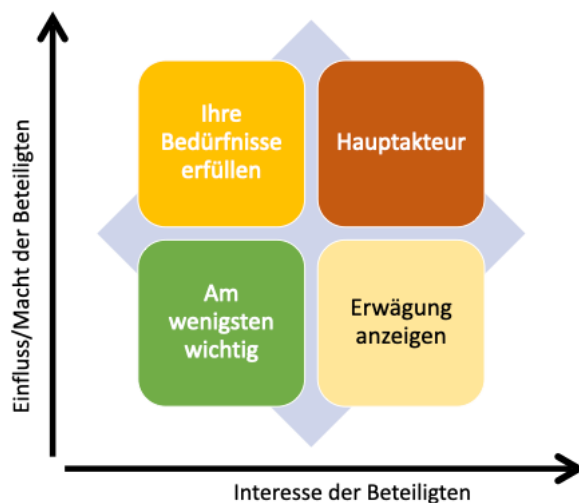 Einfluss/Macht der Beteiligten
Ihre
Bedürfnisse
erfüllen
Hauptakteur
Am
wenigsten
wichtig
Erwägung
anzeigen
Interesse der Beteiligten